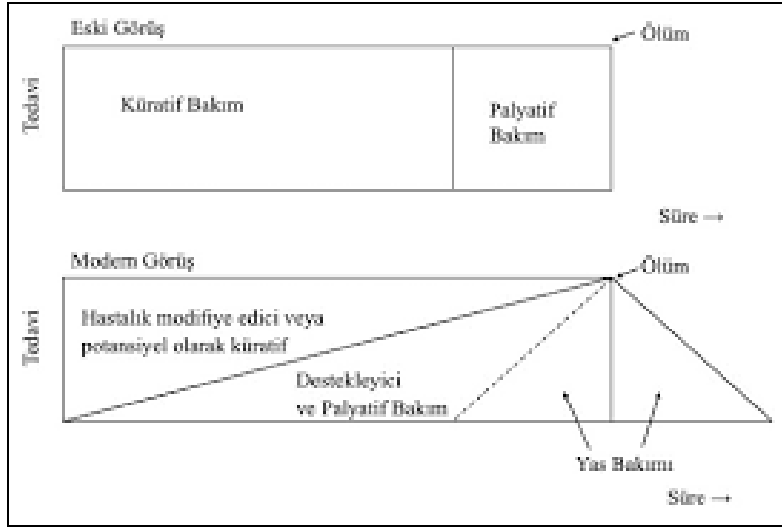 Eski Görüş
Ölüm
Tedavi
Küratif Bakım
Palyatif
Bakım
Süre →
Modern Görüş
Ölüm
Tedavi
Hastalık modifiye edici veya
potansiyel olarak küratif
Destekleyici
ve Palyatif Bakım
Yas Bakımı
Süre →